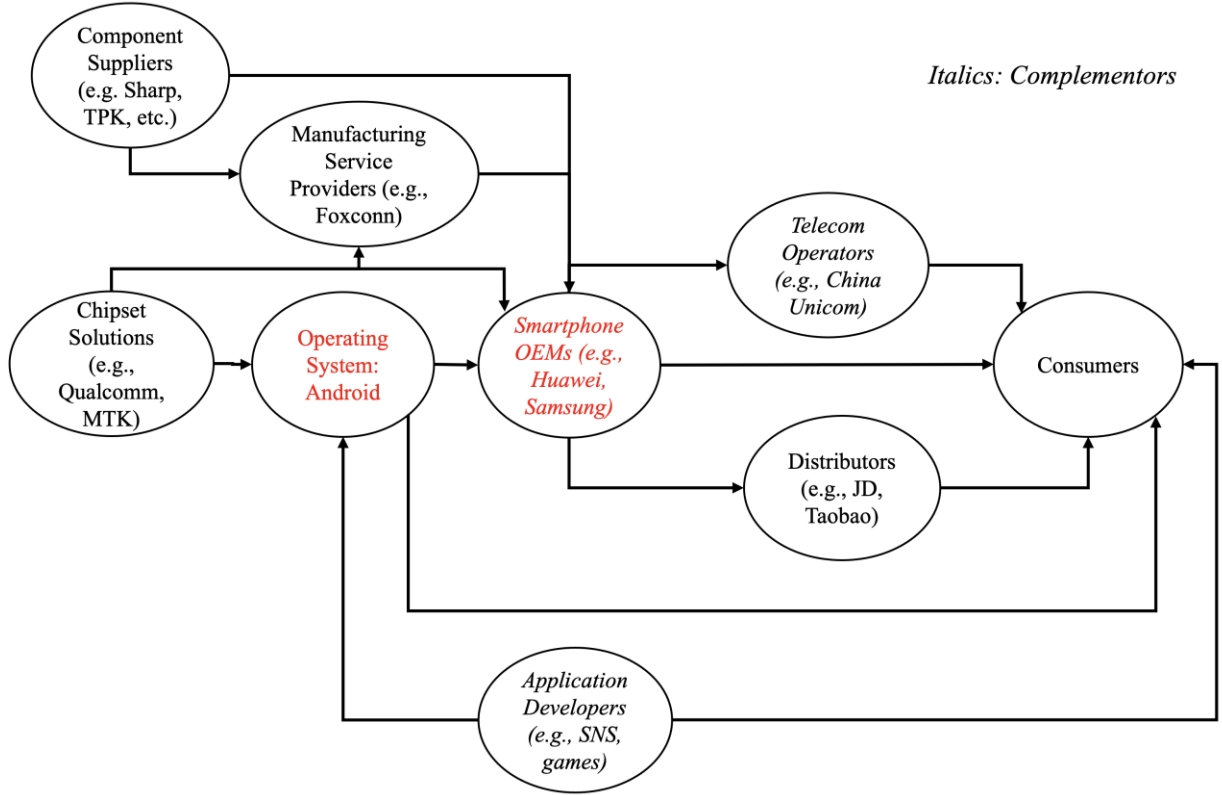 Component
Suppliers
(e.g. Sharp,
TPK, etc.)
Italics: Complementors
Manufacturing
Service
Providers (e.g.,
Foxconn)
Telecom
Operators
(e.g., China
Unicom)
Chipset
Solutions
(e.g.,
Qualcomm,
MTK)
Operating
System:
Android
Smartphone
OEMs (e.g.,
Huawei,
Samsung)
Consumers
Distributors
(e.g., JD,
Taobao)
Application
Developers
(e.g., SNS,
games)